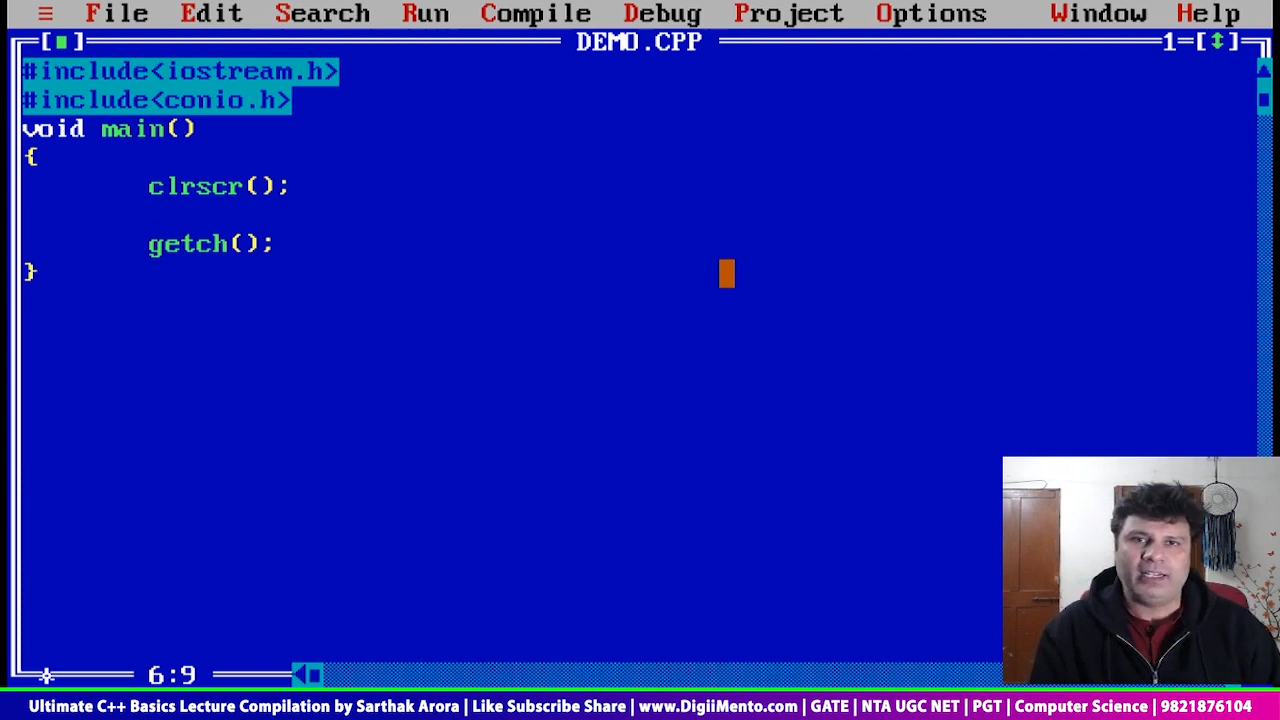 ≡ File Edit Search Run Compile Debug Project Options Window Help
[■] DEMO.CPP 1=[↕]
#include<iostream.h>
#include<conio.h>
void main()
{
clrscr();
getch();
}
6:9
Ultimate C++ Basics Lecture Compilation by Sarthak Arora | Like Subscribe Share | www.DigiiMento.com | GATE | NTA UGC NET | PGT | Computer Science | 9821876104